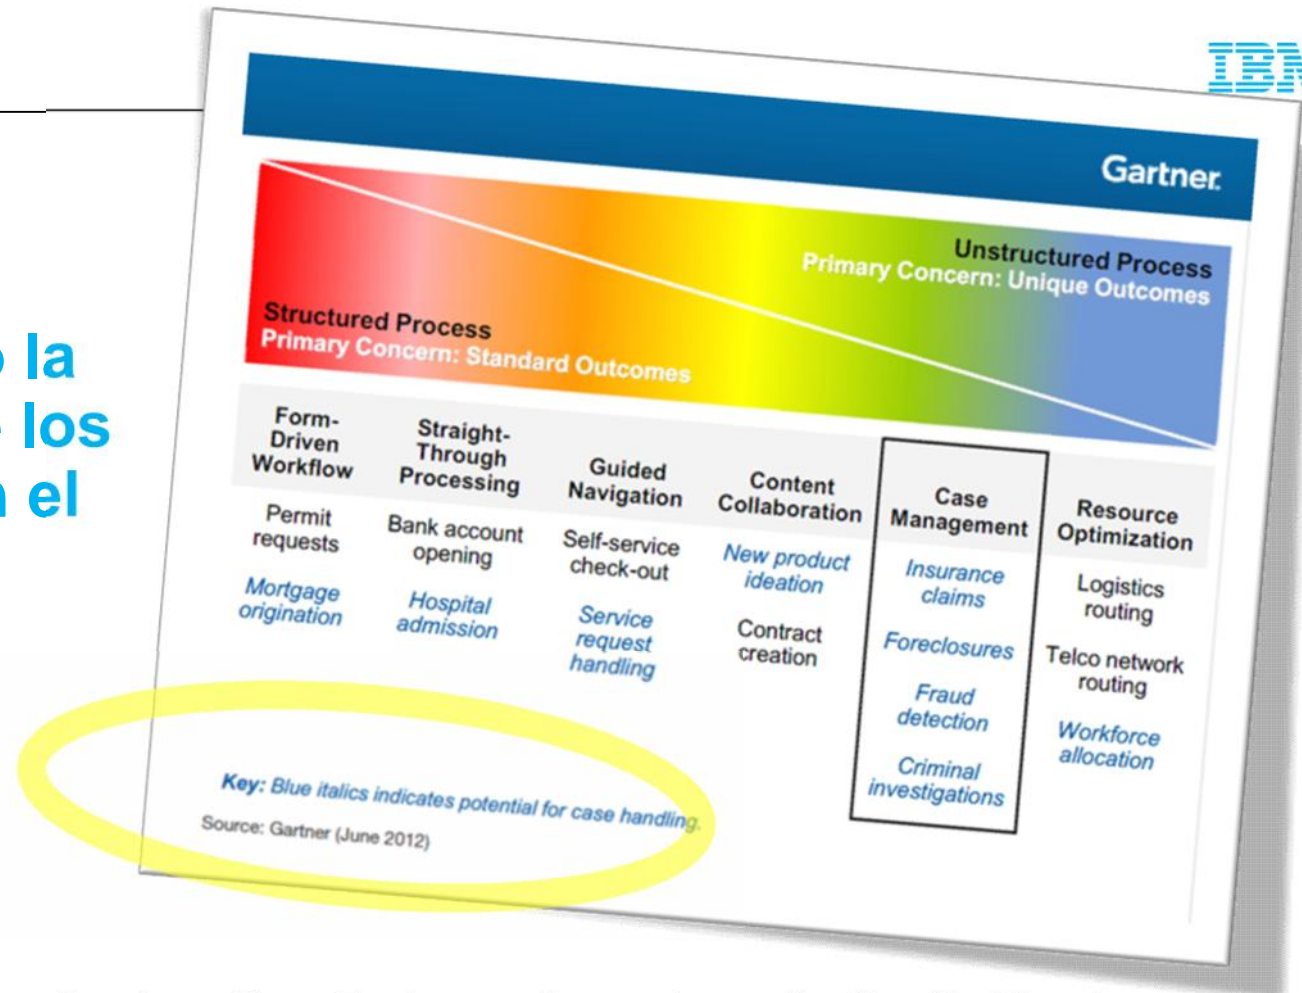 IBM
la
los
el
Gartner.
Unstructured Process
Primary Concern: Unique Outcomes
Structured Process
Primary Concern: Standard Outcomes
Form-
Driven
Workflow
Permit
requests
Mortgage
origination
Straight-
Through
Processing
Bank account
opening
Hospital
admission
Guided
Navigation
Self-service
check-out
Service
request
handling
Content
Collaboration
New product
ideation
Contract
creation
Case
Management
Insurance
claims
Foreclosures
Fraud
detection
Criminal
investigations
Resource
Optimization
Logistics
routing
Telco network
routing
Workforce
allocation
Key: Blue italics indicates potential for case handling.
Source: Gartner (June 2012)